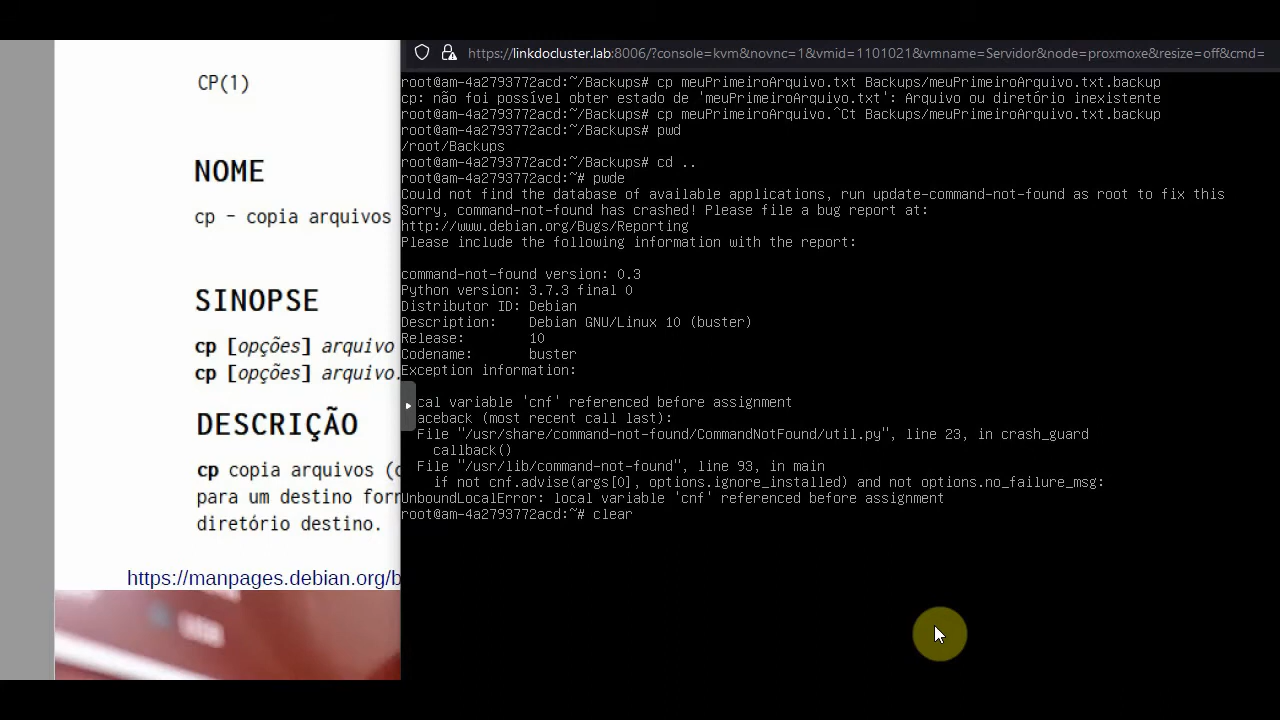 CP(1)
NOME
cp - copia arquivos
SINOPSE
cp [opções] arquivo
cp [opções] arquivo.
DESCRIÇÃO
cp copia arquivos (
para um destino for
diretório destino.
https://manpages.debian.org/b
https://linkdocluster.lab:8006/?console=kvm&novnc=1&vmid=1101021&vmname=Servidor&node=proxmoxe&resize=off&cmd=
root@am-4a2793772acd:~/Backups# cp meuPrimeiroArquivo.txt Backups/meuPrimeiroArquivo.txt.backup
cp: não foi possível obter estado de 'meuPrimeiroArquivo.txt': Arquivo ou diretório inexistente
root@am-4a2793772acd:~/Backups# cp meuPrimeiroArquivo.^Ct Backups/meuPrimeiroArquivo.txt.backup
root@am-4a2793772acd:~/Backups# pwd
/root/Backups
root@am-4a2793772acd:~/Backups# cd ..
root@am-4a2793772acd:~# pwde
Could not find the database of available applications, run update-command-not-found as root to fix this
Sorry, command-not-found has crashed! Please file a bug report at:
http://www.debian.org/Bugs/Reporting
Please include the following information with the report:
command-not-found version: 0.3
Python version: 3.7.3 final 0
Distributor ID: Debian
Description: Debian GNU/Linux 10 (buster)
Release: 10
Codename: buster
Exception information:
cal variable 'cnf' referenced before assignment
aceback (most recent call last):
File "/usr/share/command-not-found/CommandNotFound/util.py", line 23, in crash_guard
callback()
File "/usr/lib/command-not-found", line 93, in main
if not cnf.advise(args[0], options.ignore_installed) and not options.no_failure_msg:
UnboundLocalError: local variable 'cnf' referenced before assignment
root@am-4a2793772acd:~# clear